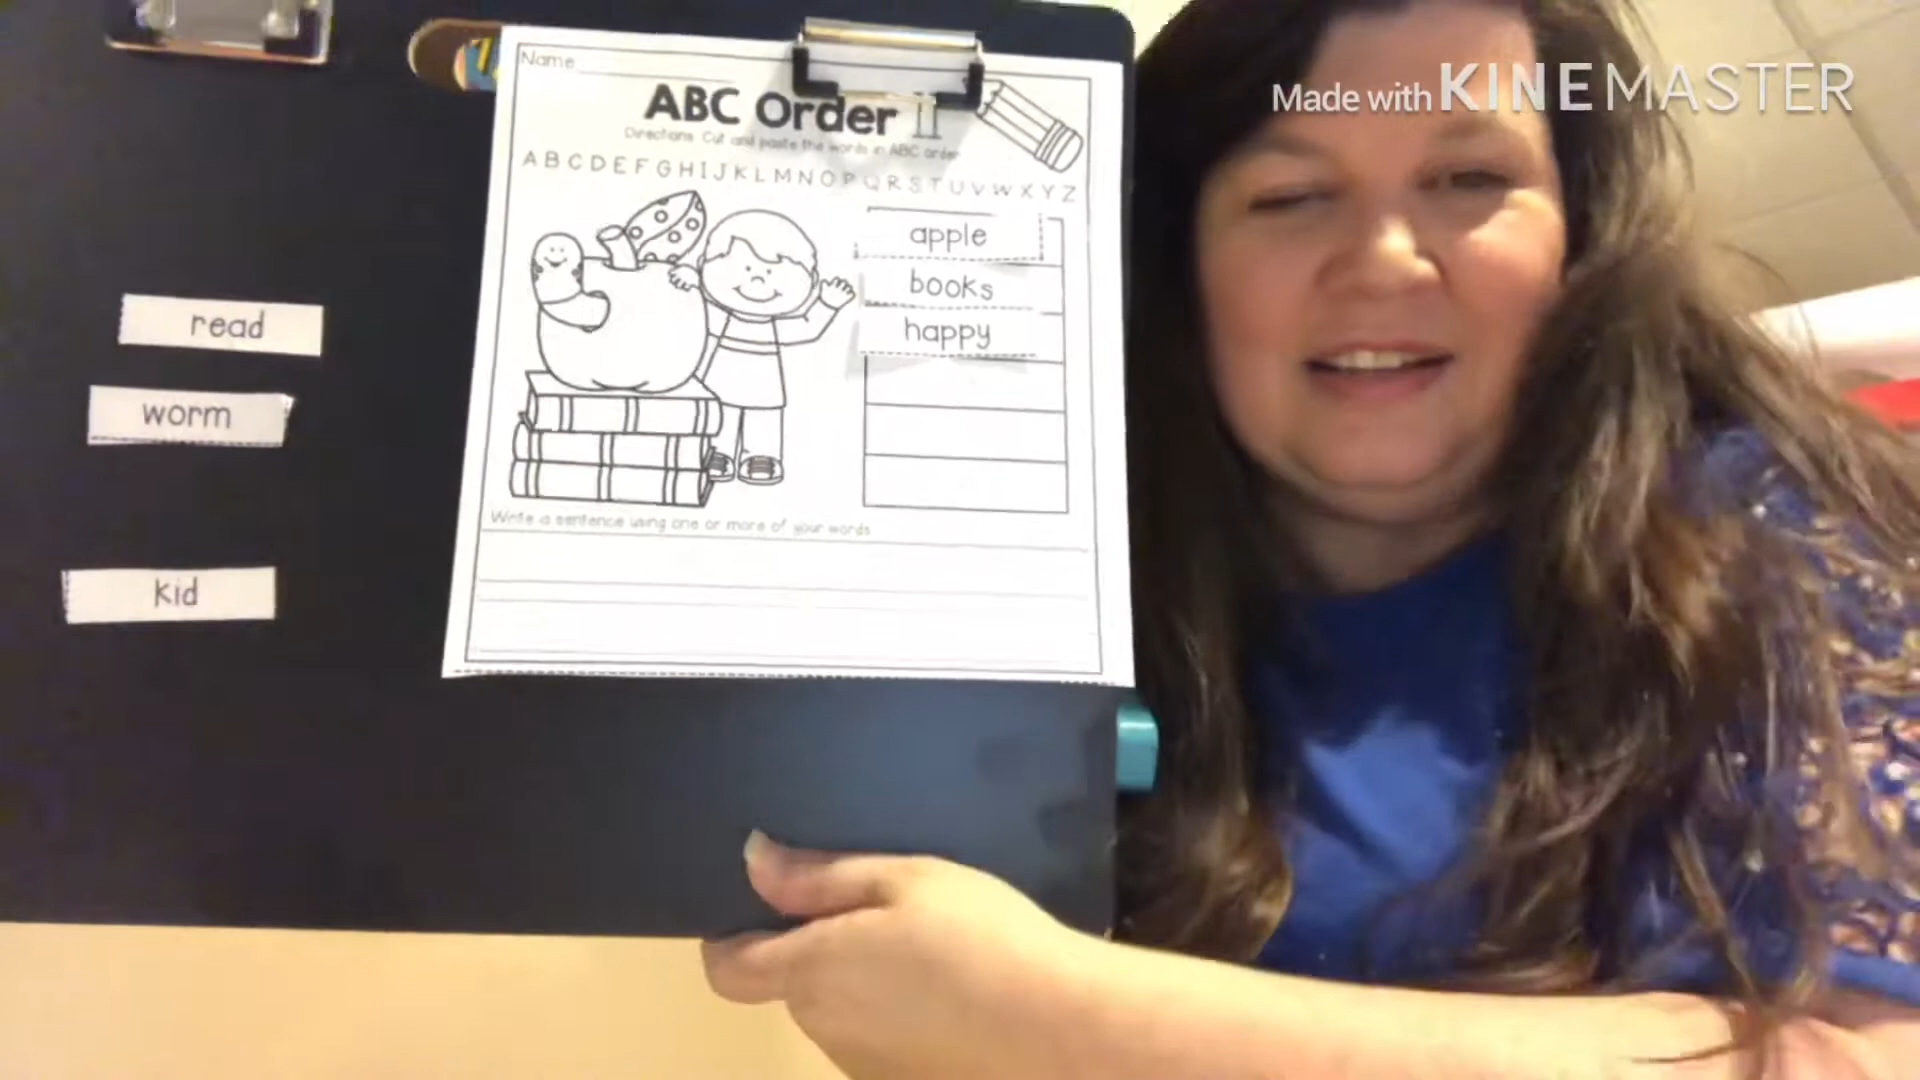 Made with KINEMASTER
Name
ABC Order II
Directions: Cut and paste the words in ABC order
A B C D E F G H I J K L M N O P Q R S T U V W X Y Z
apple
books
happy
read
worm
kid
Write a sentence using one or more of your words